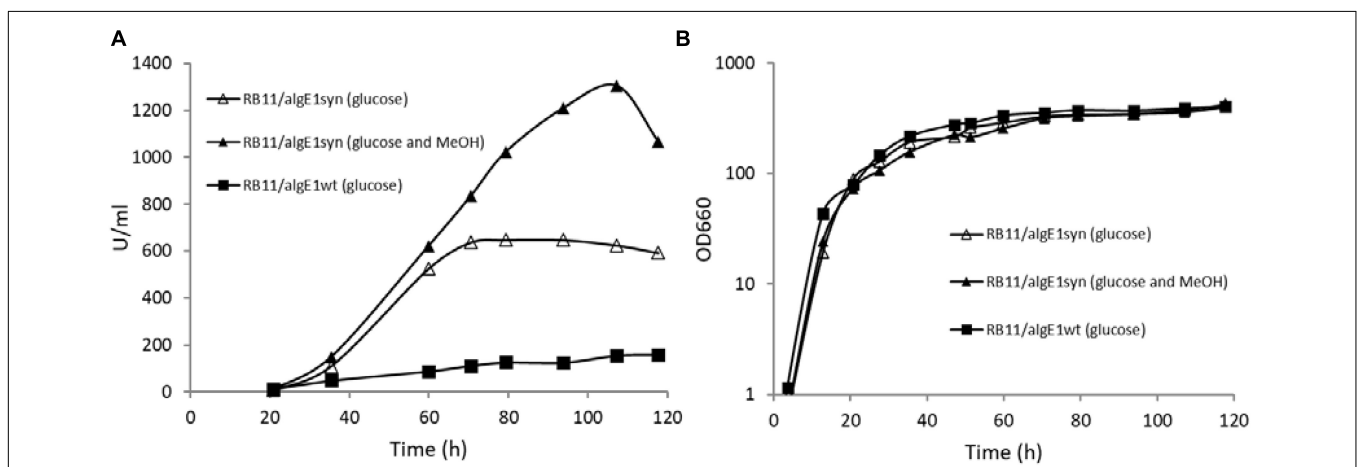 A
U/ml
1400
1200
1000
800
600
400
200
0
0 20 40 60 80 100 120
Time (h)
RB11/algE1syn (glucose)
RB11/algE1syn (glucose and MeOH)
RB11/algE1wt (glucose)
B
OD660
1000
100
10
1
0 20 40 60 80 100 120
Time (h)
RB11/algE1syn (glucose)
RB11/algE1syn (glucose and MeOH)
RB11/algE1wt (glucose)